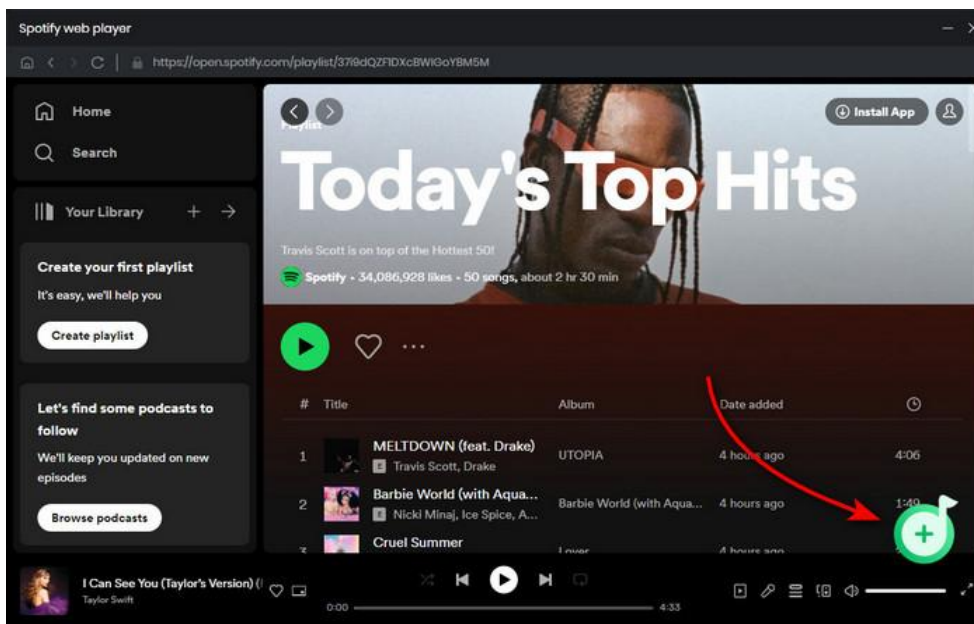 Spotify web player
https://open.spotify.com/playlist/37i9dQZF1DXcBWIGoYBM5M
Home
Search
Your Library
Create your first playlist
It's easy, we'll help you
Create playlist
Let's find some podcasts to
follow
We'll keep you updated on new
episodes
Browse podcasts
Install App
Playlist
Today's Top Hits
Travis Scott is on top of the Hottest 50!
Spotify • 34,086,928 likes • 50 songs, about 2 hr 30 min
# Title Album Date added
1 MELTDOWN (feat. Drake) UTOPIA 4 hours ago 4:06
E Travis Scott, Drake
2 Barbie World (with Aqua... Barbie World (with Aqua... 4 hours ago 1:49
E Nicki Minaj, Ice Spice, A...
3 Cruel Summer Lover 4 hours ago
I Can See You (Taylor's Version) (
Taylor Swift
0:00 4:33